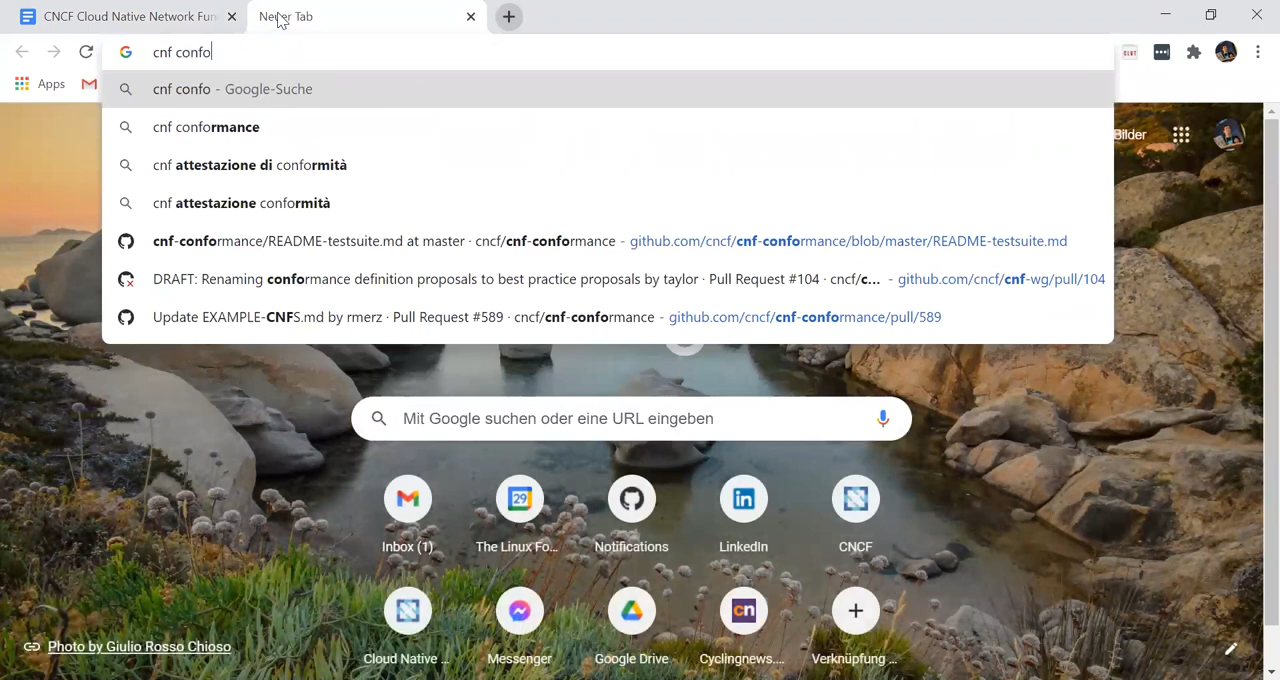 CNCF Cloud Native Network Fun
Neuer Tab
cnf confo
Apps
cnf confo - Google-Suche
cnf conformance
Bilder
cnf attestazione di conformità
cnf attestazione conformità
cnf-conformance/README-testsuite.md at master · cncf/cnf-conformance - github.com/cncf/cnf-conformance/blob/master/README-testsuite.md
DRAFT: Renaming conformance definition proposals to best practice proposals by taylor · Pull Request #104 · cncf/c... - github.com/cncf/cnf-wg/pull/104
Update EXAMPLE-CNFS.md by rmerz · Pull Request #589 · cncf/cnf-conformance - github.com/cncf/cnf-conformance/pull/589
Mit Google suchen oder eine URL eingeben
29
Inbox (1)
The Linux Fo...
Notifications
LinkedIn
CNCF
cn
Cloud Native ...
Messenger
Google Drive
Cyclingnews....
Verknüpfung ...
Photo by Giulio Rosso Chioso